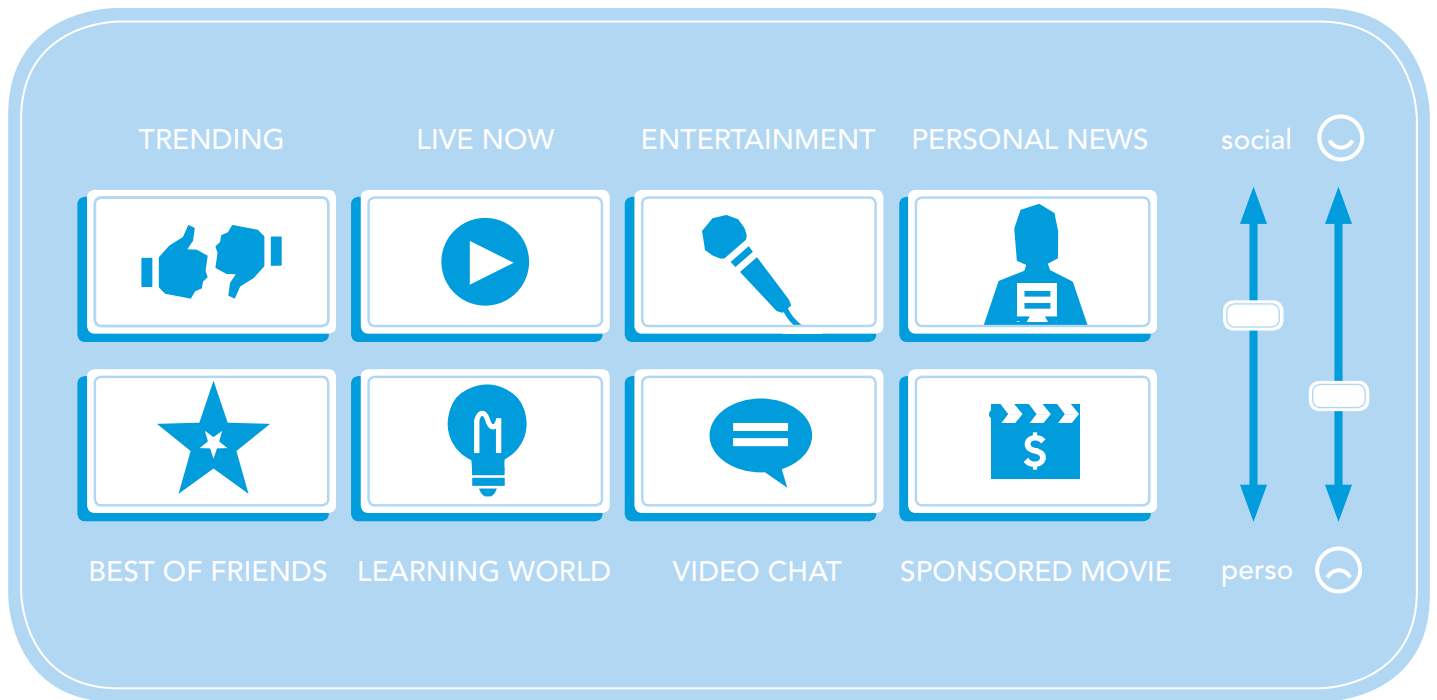 TRENDING
LIVE NOW
ENTERTAINMENT
PERSONAL NEWS
social
$
BEST OF FRIENDS
LEARNING WORLD
VIDEO CHAT
SPONSORED MOVIE
perso